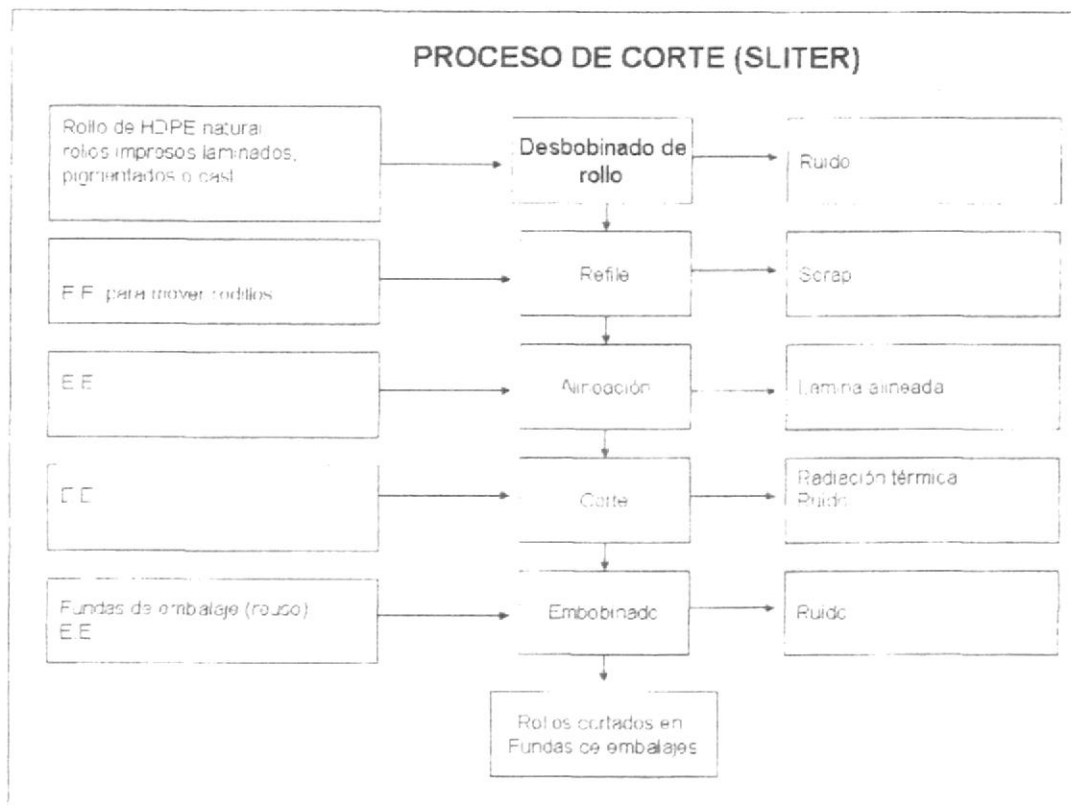 PROCESO DE CORTE (SLITER)
Rollo de HDPE natural
rollos impresos laminados,
pigmentados o cast
Desbobinado de
rollo
Ruido
E.E. para mover rodillos
Refile
Scrap
E.E
Alineación
Lamina alineada
E.E
Corte
Radiación térmica
Ruido
Fundas de embalaje (reuso)
E.E
Embobinado
Ruido
Rollos cortados en
Fundas de embalajes